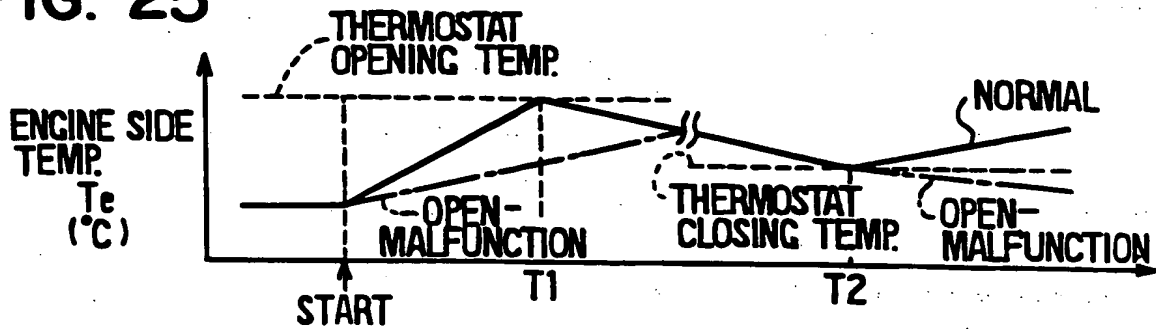 FIG. 25
THERMOSTAT
OPENING TEMP.
ENGINE SIDE
TEMP.
Te
(°C)
NORMAL
OPEN-
MALFUNCTION
THERMOSTAT
CLOSING TEMP.
OPEN-
MALFUNCTION
START
T1
T2